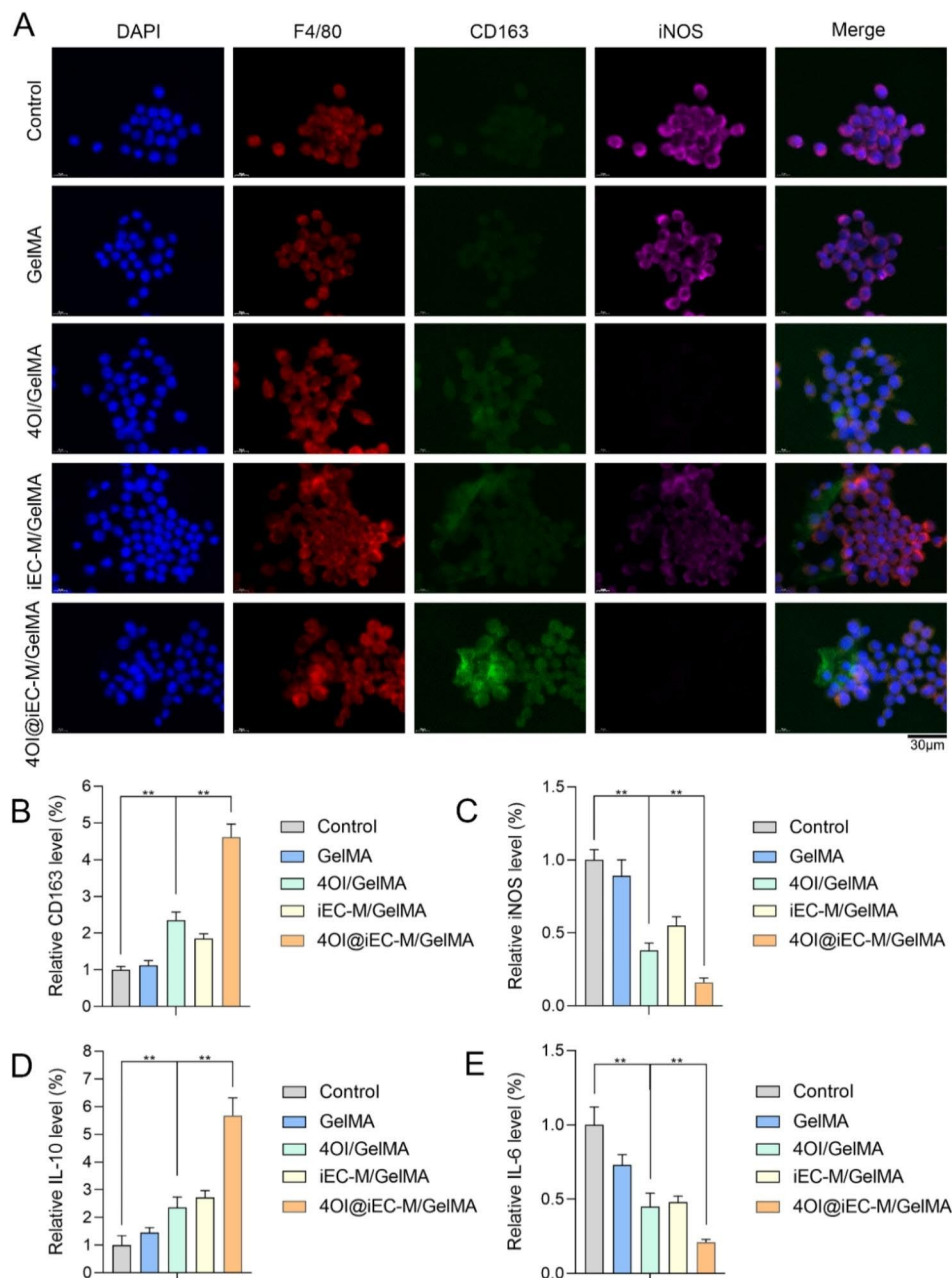 A
DAPI F4/80 CD163 iNOS Merge
Control
GelMA
4OI/GelMA
iEC-M/GelMA
4OI@iEC-M/GelMA
30μm
B
Relative CD163 level (%)
6
5
4
3
2
1
0
** **
Control
GelMA
4OI/GelMA
iEC-M/GelMA
4OI@iEC-M/GelMA
C
Relative iNOS level (%)
1.5
1.0
0.5
0.0
** **
Control
GelMA
4OI/GelMA
iEC-M/GelMA
4OI@iEC-M/GelMA
D
Relative IL-10 level (%)
8
7
6
5
4
3
2
1
0
** **
Control
GelMA
4OI/GelMA
iEC-M/GelMA
4OI@iEC-M/GelMA
E
Relative IL-6 level (%)
1.5
1.0
0.5
0.0
** **
Control
GelMA
4OI/GelMA
iEC-M/GelMA
4OI@iEC-M/GelMA